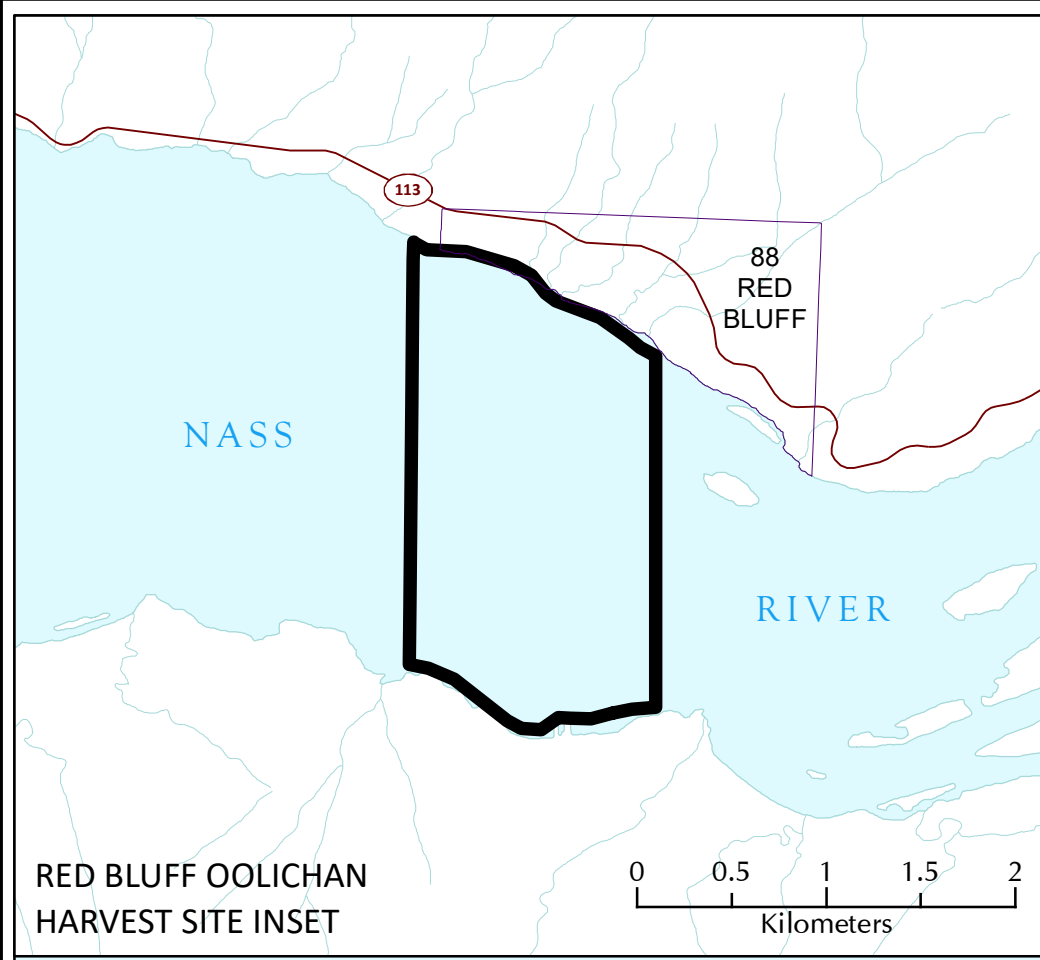 113
88
RED
BLUFF
NASS
RIVER
RED BLUFF OOLICHAN
HARVEST SITE INSET
0 0.5 1 1.5 2
Kilometers